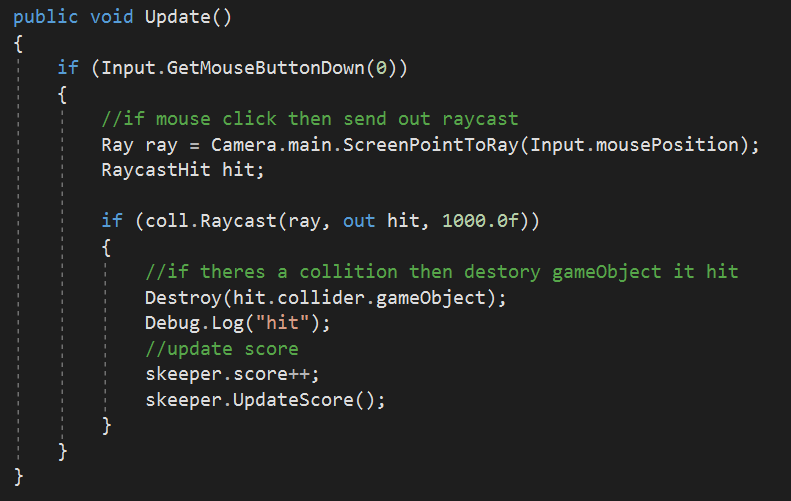 public void Update()
{
if (Input.GetMouseButtonDown(0))
{
//if mouse click then send out raycast
Ray ray = Camera.main.ScreenPointToRay(Input.mousePosition);
RaycastHit hit;
if (coll.Raycast(ray, out hit, 1000.0f))
{
//if theres a collition then destory gameObject it hit
Destroy(hit.collider.gameObject);
Debug.Log("hit");
//update score
skeeper.score++;
skeeper.UpdateScore();
}
}
}